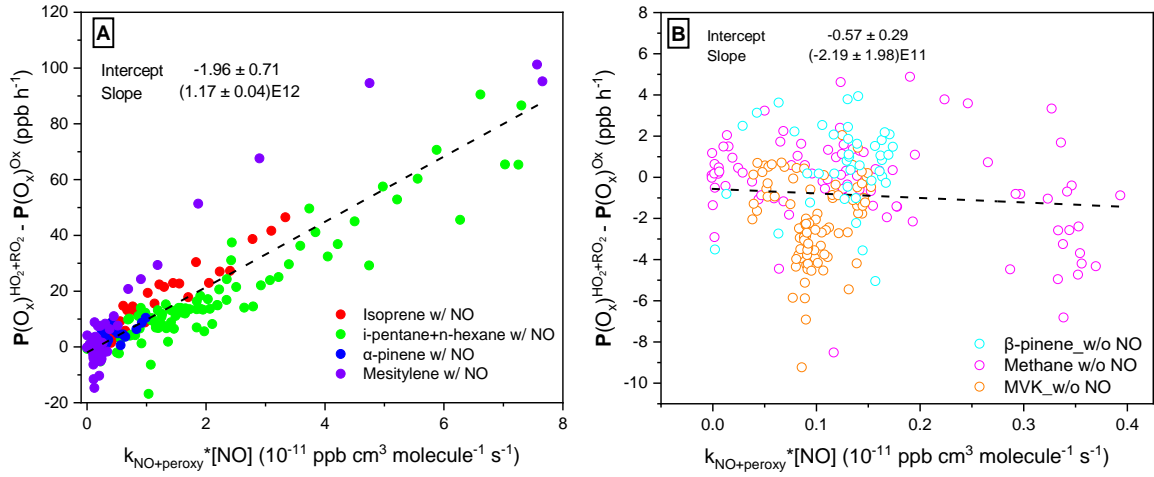 A
Intercept -1.96 ± 0.71
Slope (1.17 ± 0.04)E12
120
100
80
60
40
20
0
-20
0 2 4 6 8
P(Oₓ)^HO₂+RO₂ - P(Oₓ)^Ox (ppb h⁻¹)
k_NO+peroxy*[NO] (10⁻¹¹ ppb cm³ molecule⁻¹ s⁻¹)
Isoprene w/ NO
i-pentane+n-hexane w/ NO
α-pinene w/ NO
Mesitylene w/ NO
B
Intercept -0.57 ± 0.29
Slope (-2.19 ± 1.98)E11
8
6
4
2
0
-2
-4
-6
-8
-10
0.0 0.1 0.2 0.3 0.4
P(Oₓ)^HO₂+RO₂ - P(Oₓ)^Ox (ppb h⁻¹)
k_NO+peroxy*[NO] (10⁻¹¹ ppb cm³ molecule⁻¹ s⁻¹)
β-pinene_w/o NO
Methane w/o NO
MVK_w/o NO